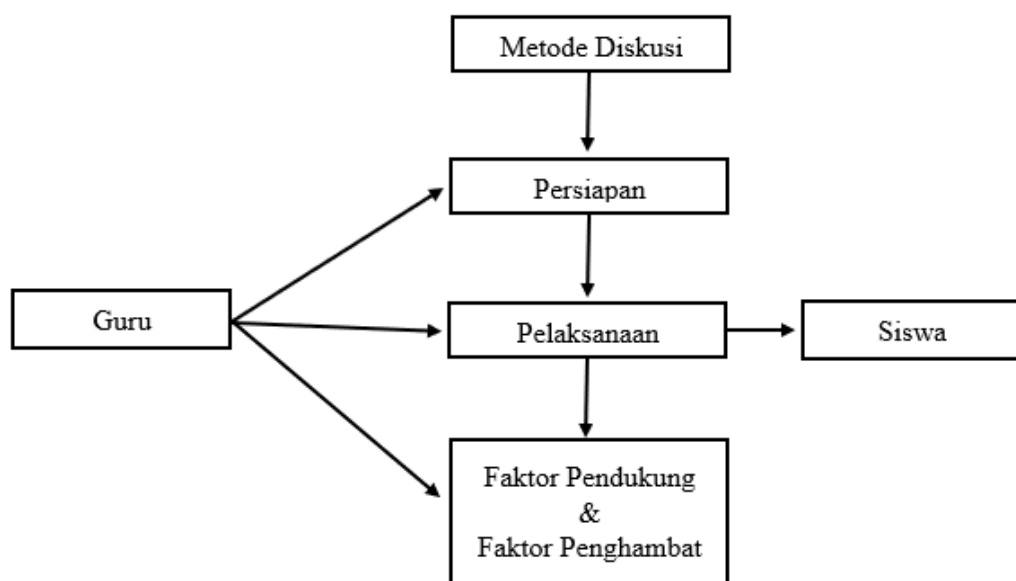 Metode Diskusi
Persiapan
Guru
Pelaksanaan
Siswa
Faktor Pendukung
&
Faktor Penghambat